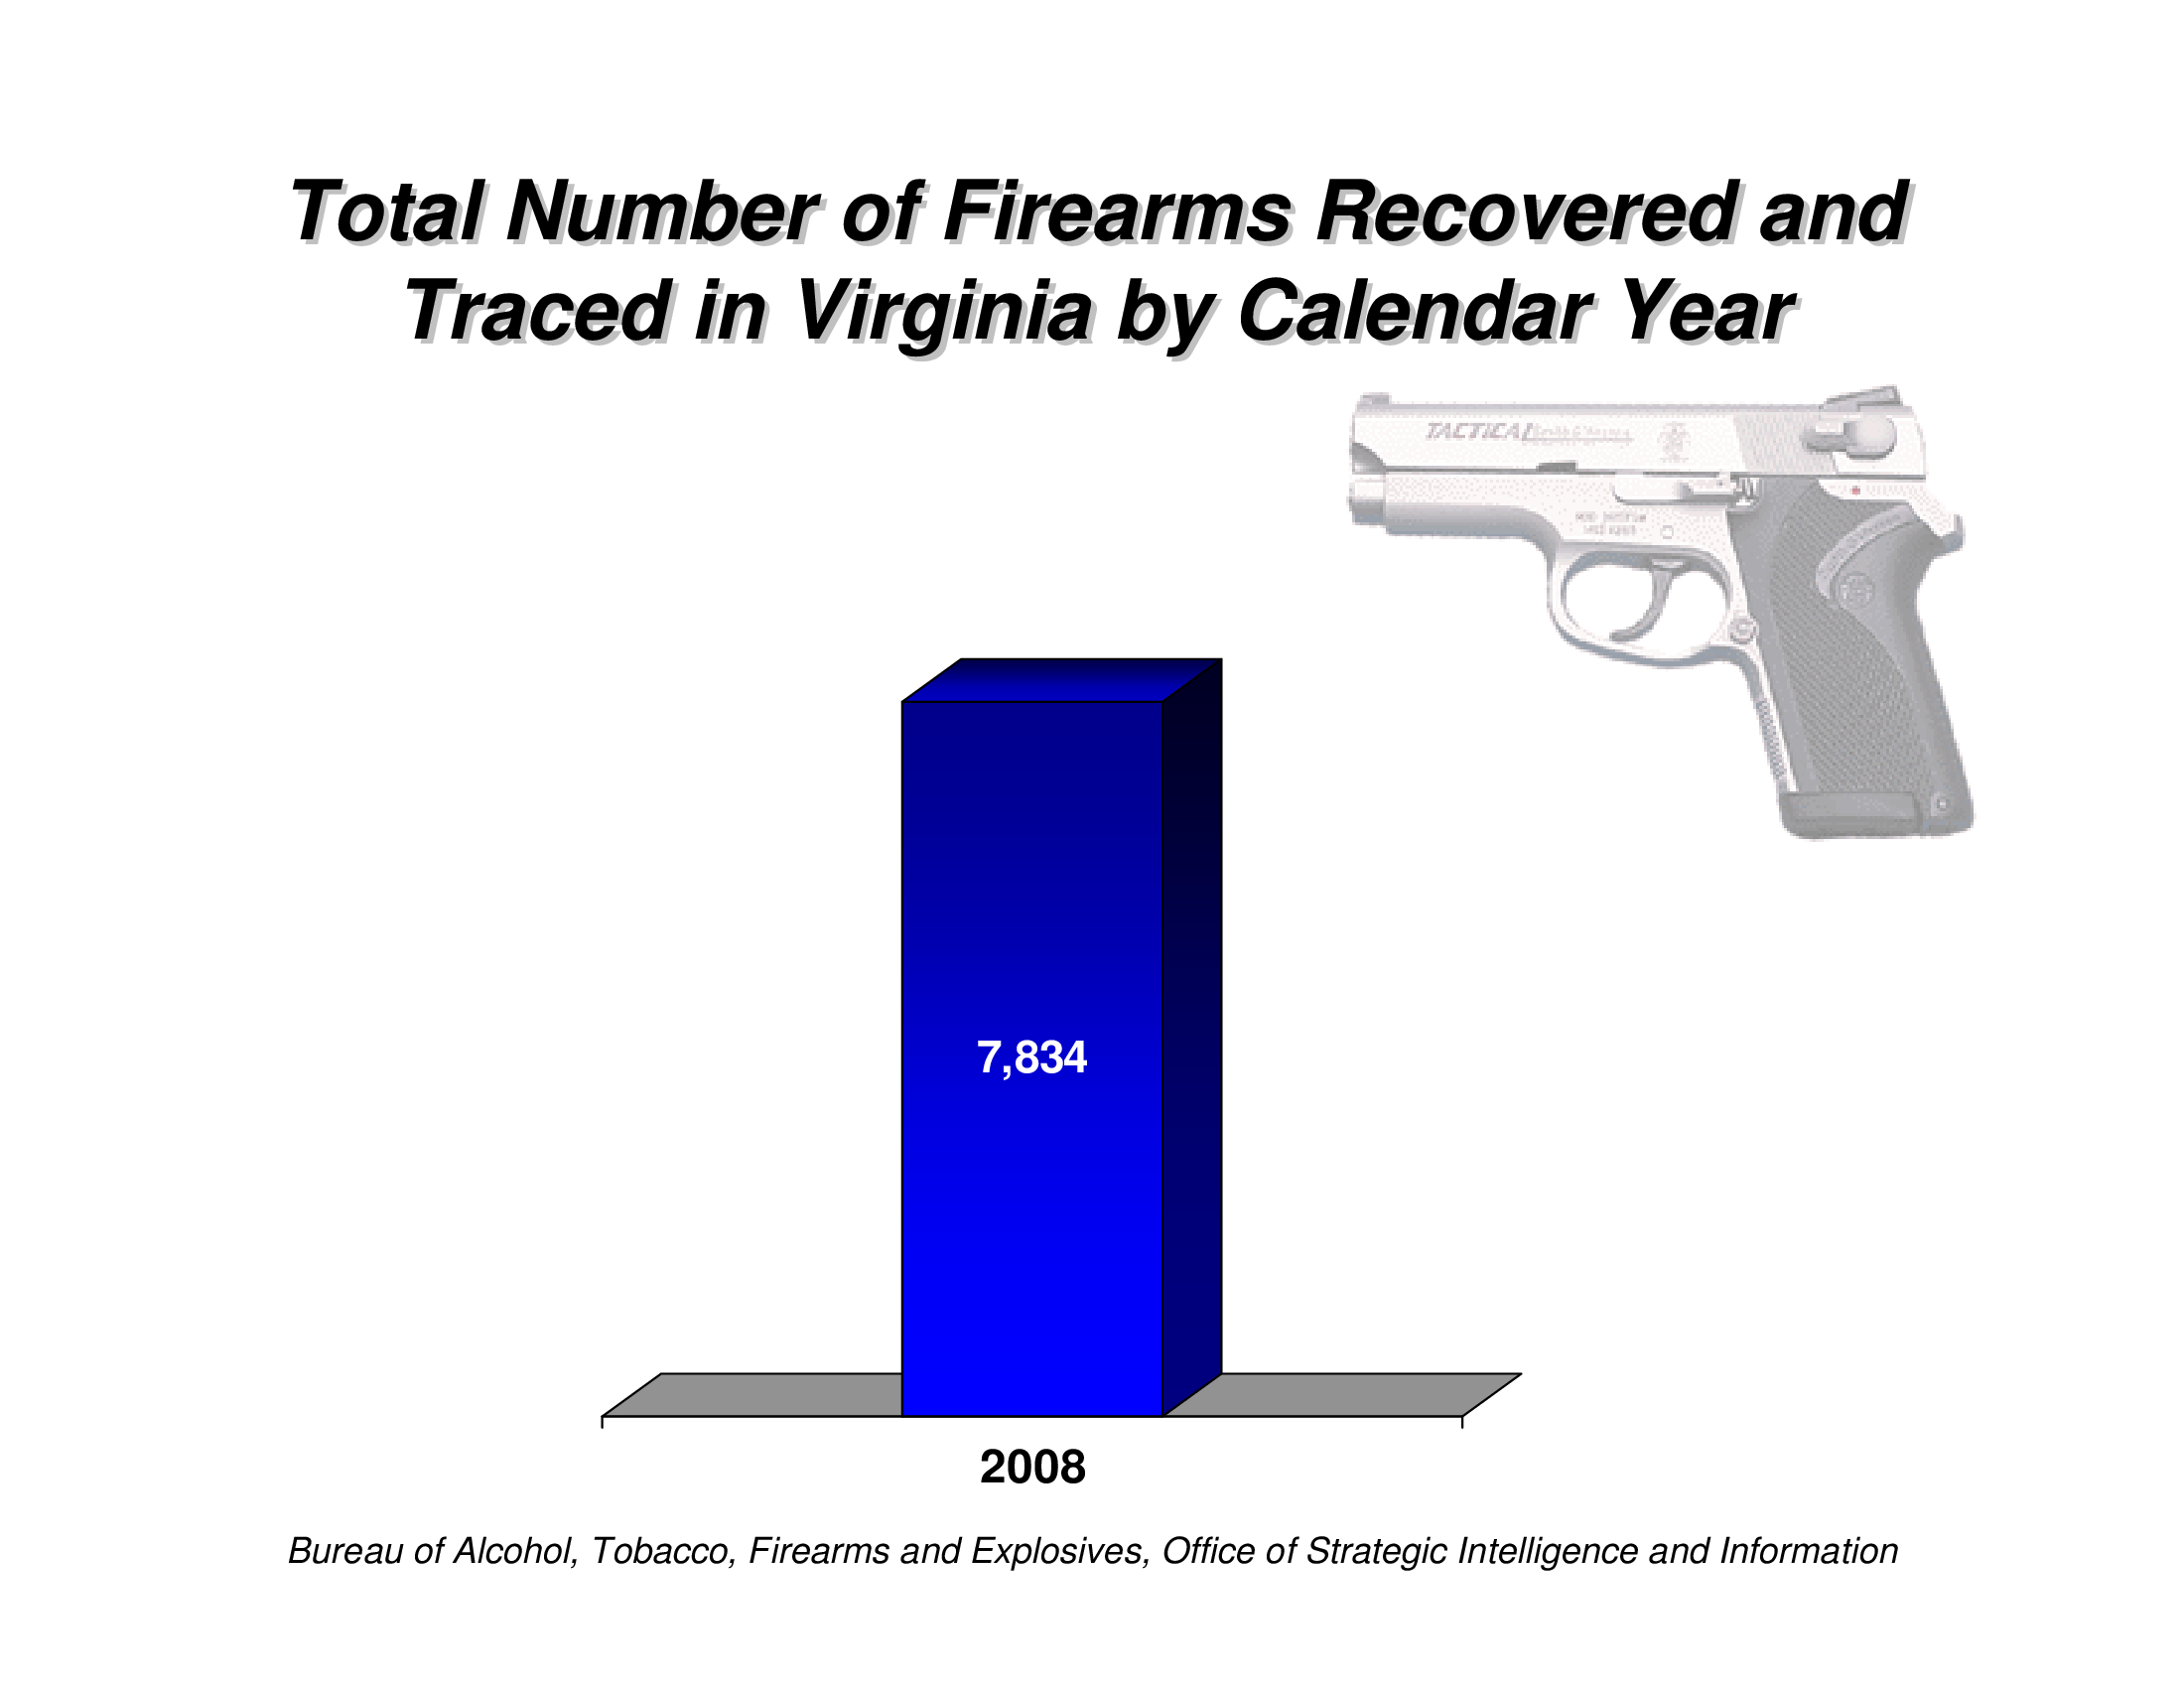 Total Number of Firearms Recovered and
Traced in Virginia by Calendar Year
TACTICAL
7,834
2008
Bureau of Alcohol, Tobacco, Firearms and Explosives, Office of Strategic Intelligence and Information